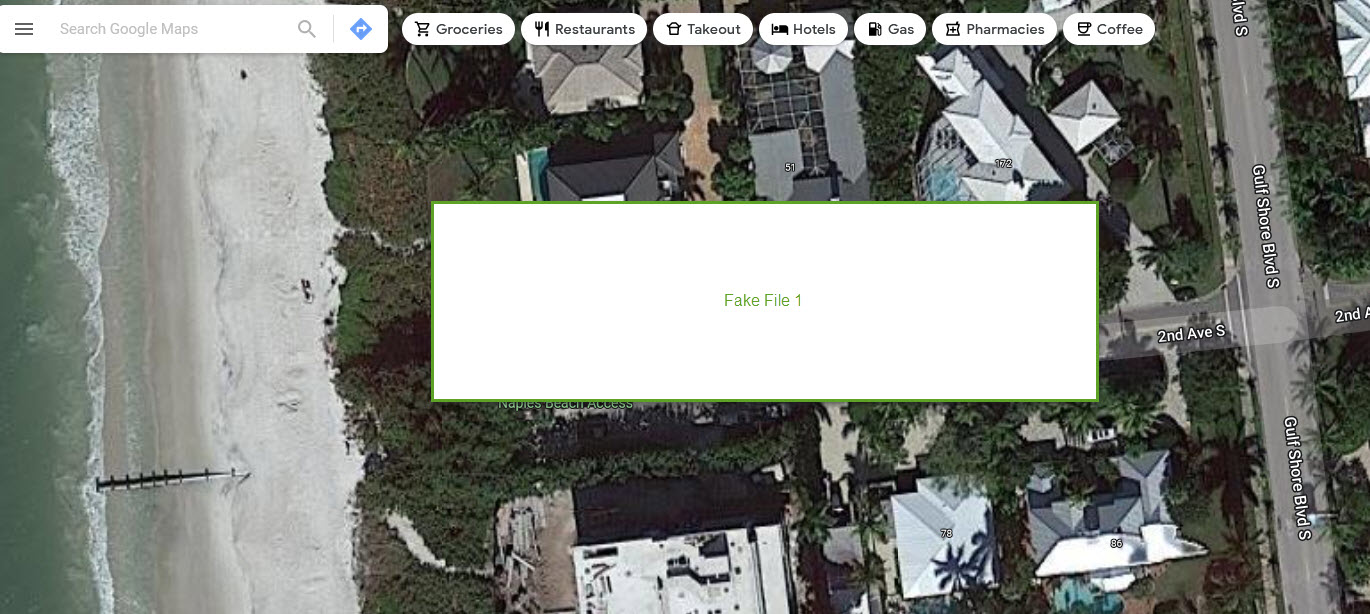 Search Google Maps
Groceries
Restaurants
Takeout
Hotels
Gas
Pharmacies
Coffee
lvd S
51
172
Gulf Shore Blvd S
Fake File 1
2nd Ave S
2nd A
Naples Beach Access
Gulf Shore Blvd S
78
86